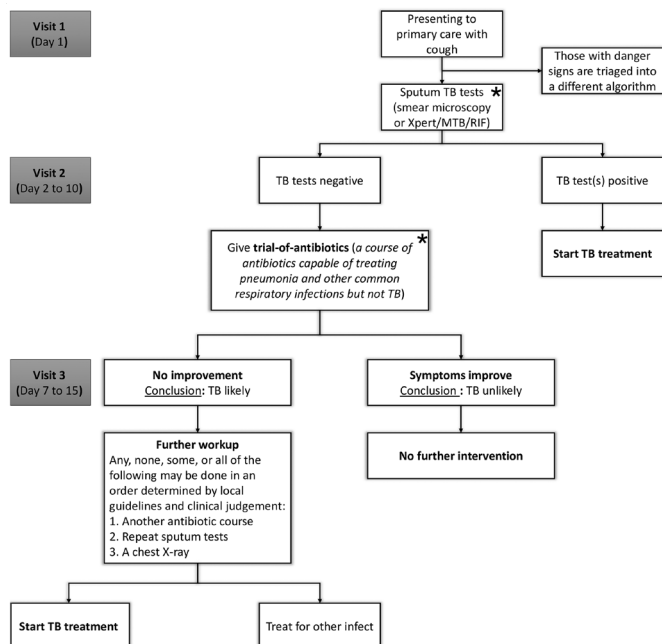 Visit 1
(Day 1)
Presenting to
primary care with
cough
Those with danger
signs are triaged into
a different algorithm
Sputum TB tests *
(smear microscopy
or Xpert/MTB/RIF)
Visit 2
(Day 2 to 10)
TB tests negative
TB test(s) positive
Give trial-of-antibiotics (a course of *
antibiotics capable of treating
pneumonia and other common
respiratory infections but not TB)
Start TB treatment
Visit 3
(Day 7 to 15)
No improvement
Conclusion: TB likely
Symptoms improve
Conclusion : TB unlikely
Further workup
Any, none, some, or all of the
following may be done in an
order determined by local
guidelines and clinical judgement:
1. Another antibiotic course
2. Repeat sputum tests
3. A chest X-ray
No further intervention
Start TB treatment
Treat for other infect